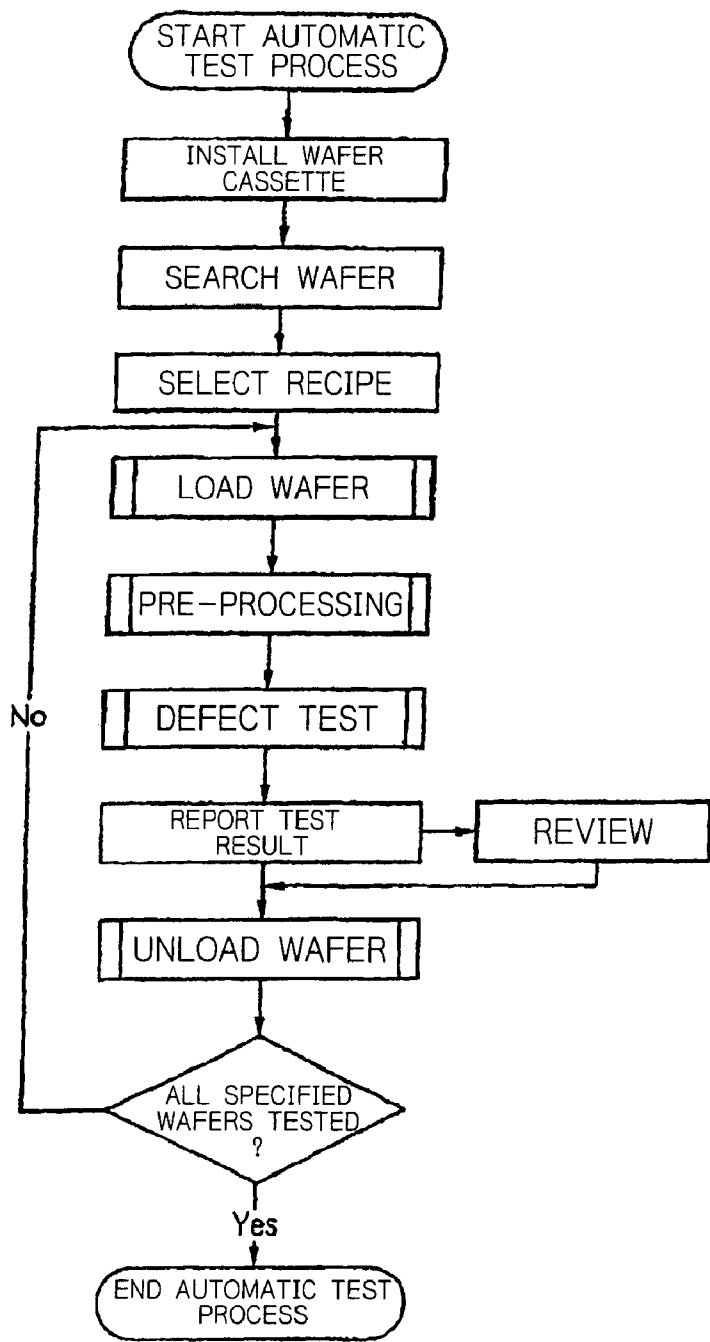 START AUTOMATIC
TEST PROCESS
INSTALL WAFER
CASSETTE
SEARCH WAFER
SELECT RECIPE
LOAD WAFER
PRE-PROCESSING
DEFECT TEST
No
REPORT TEST
RESULT
REVIEW
UNLOAD WAFER
ALL SPECIFIED
WAFERS TESTED
?
Yes
END AUTOMATIC TEST
PROCESS